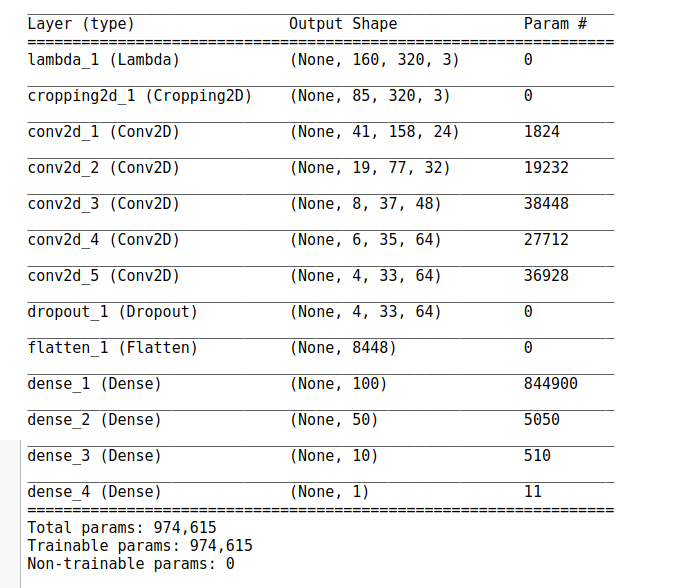 Layer (type) Output Shape Param #
=================================================================
lambda_1 (Lambda) (None, 160, 320, 3) 0
cropping2d_1 (Cropping2D) (None, 85, 320, 3) 0
conv2d_1 (Conv2D) (None, 41, 158, 24) 1824
conv2d_2 (Conv2D) (None, 19, 77, 32) 19232
conv2d_3 (Conv2D) (None, 8, 37, 48) 38448
conv2d_4 (Conv2D) (None, 6, 35, 64) 27712
conv2d_5 (Conv2D) (None, 4, 33, 64) 36928
dropout_1 (Dropout) (None, 4, 33, 64) 0
flatten_1 (Flatten) (None, 8448) 0
dense_1 (Dense) (None, 100) 844900
dense_2 (Dense) (None, 50) 5050
dense_3 (Dense) (None, 10) 510
dense_4 (Dense) (None, 1) 11
=================================================================
Total params: 974,615
Trainable params: 974,615
Non-trainable params: 0